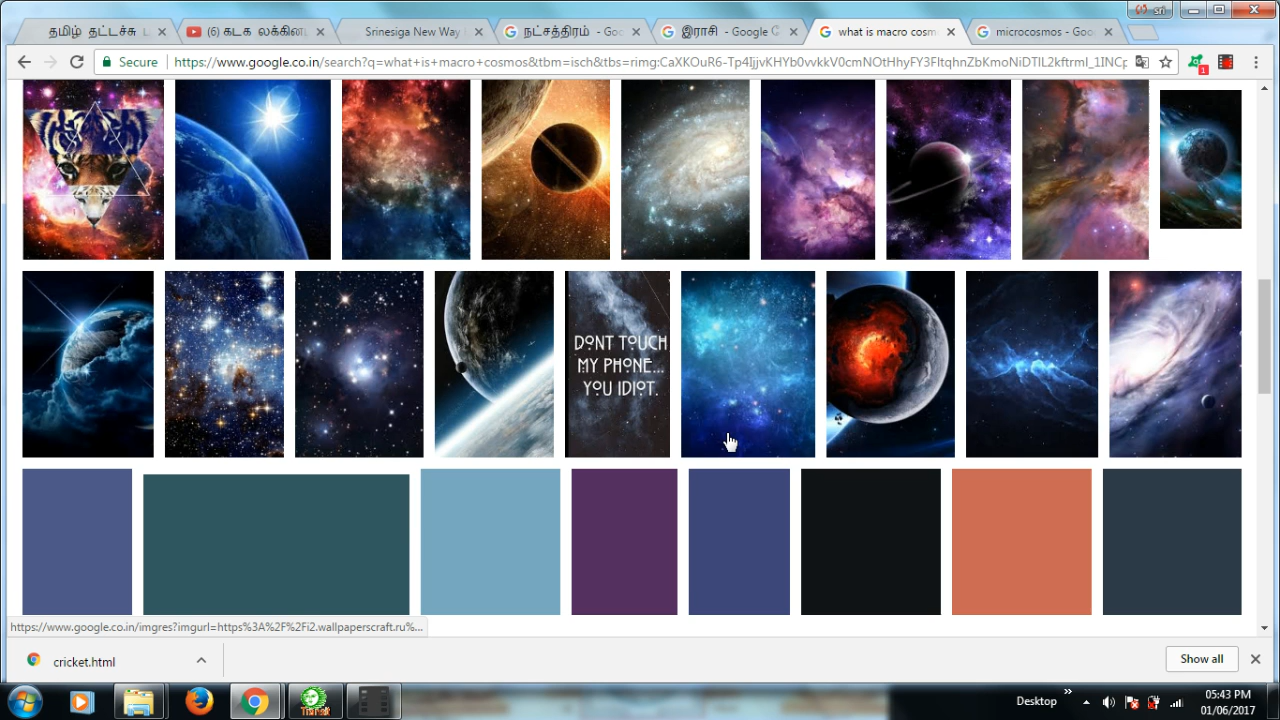 sri
தமிழ் தட்டச்சு
(6) கடக லக்கின
Srinesiga New Way
நட்சத்திரம் - Goo
இராசி - Google
what is macro cosm
microcosmos - Goo
Secure
https://www.google.co.in/search?q=what+is+macro+cosmos&tbm=isch&tbs=rimg:
1
DONT TOUCH
MY PHONE...
YOU IDIOT.
https://www.google.co.in/imgres?imgurl=https%3A%2F%2Fi2.wallpaperscraft.ru%...
cricket.html
Show all
Desktop
05:43 PM
01/06/2017